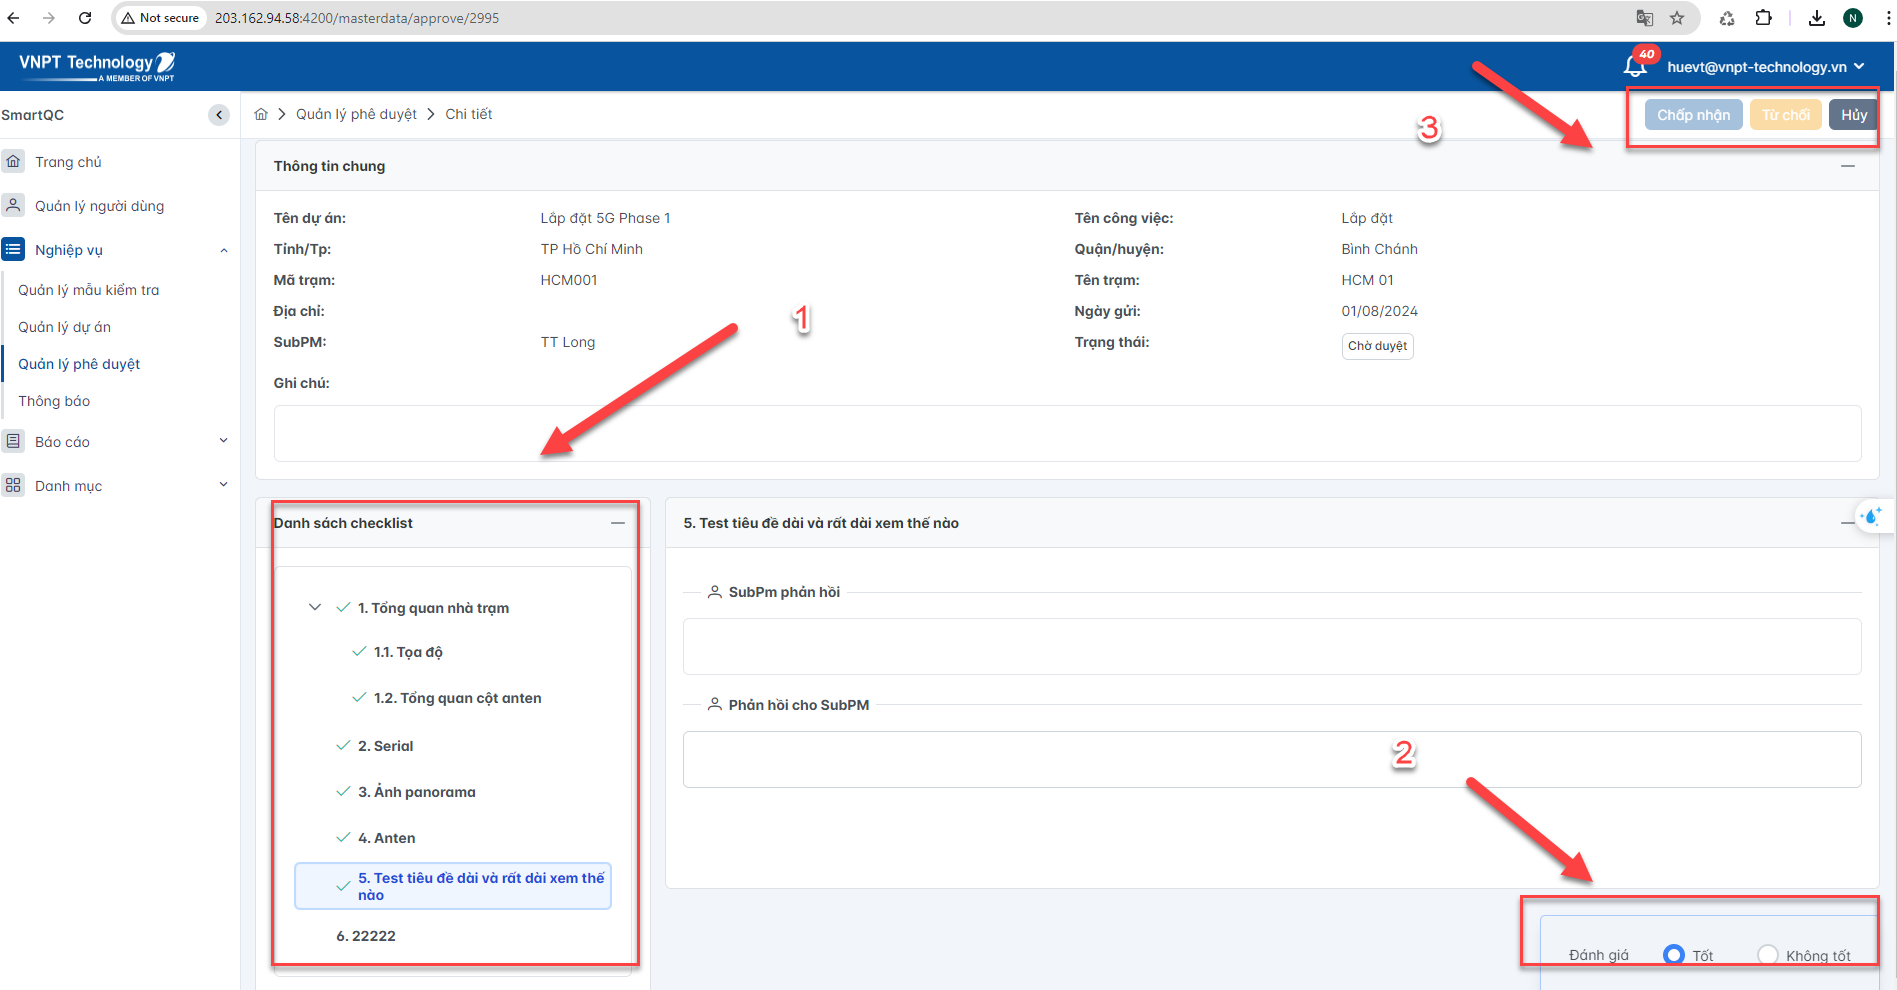 Not secure 203.162.94.58:4200/masterdata/approve/2995
N
VNPT Technology
A MEMBER OF VNPT
40
huevt@vnpt-technology.vn
SmartQC
Quản lý phê duyệt
Chi tiết
3
Chấp nhận
Từ chối
Hủy
Trang chủ
Quản lý người dùng
Nghiệp vụ
Quản lý mẫu kiểm tra
Quản lý dự án
Quản lý phê duyệt
Thông báo
Báo cáo
Danh mục
Thông tin chung
Tên dự án: Lắp đặt 5G Phase 1
Tên công việc: Lắp đặt
Tỉnh/Tp: TP Hồ Chí Minh
Quận/huyện: Bình Chánh
Mã trạm: HCM001
Tên trạm: HCM 01
Địa chỉ:
Ngày gửi: 01/08/2024
SubPM: TT Long
Trạng thái: Chờ duyệt
Ghi chú:
1
Danh sách checklist
1. Tổng quan nhà trạm
1.1. Tọa độ
1.2. Tổng quan cột anten
2. Serial
3. Ảnh panorama
4. Anten
5. Test tiêu đề dài và rất dài xem thế
nào
6. 22222
5. Test tiêu đề dài và rất dài xem thế nào
SubPm phản hồi
Phản hồi cho SubPM
2
Đánh giá
Tốt
Không tốt